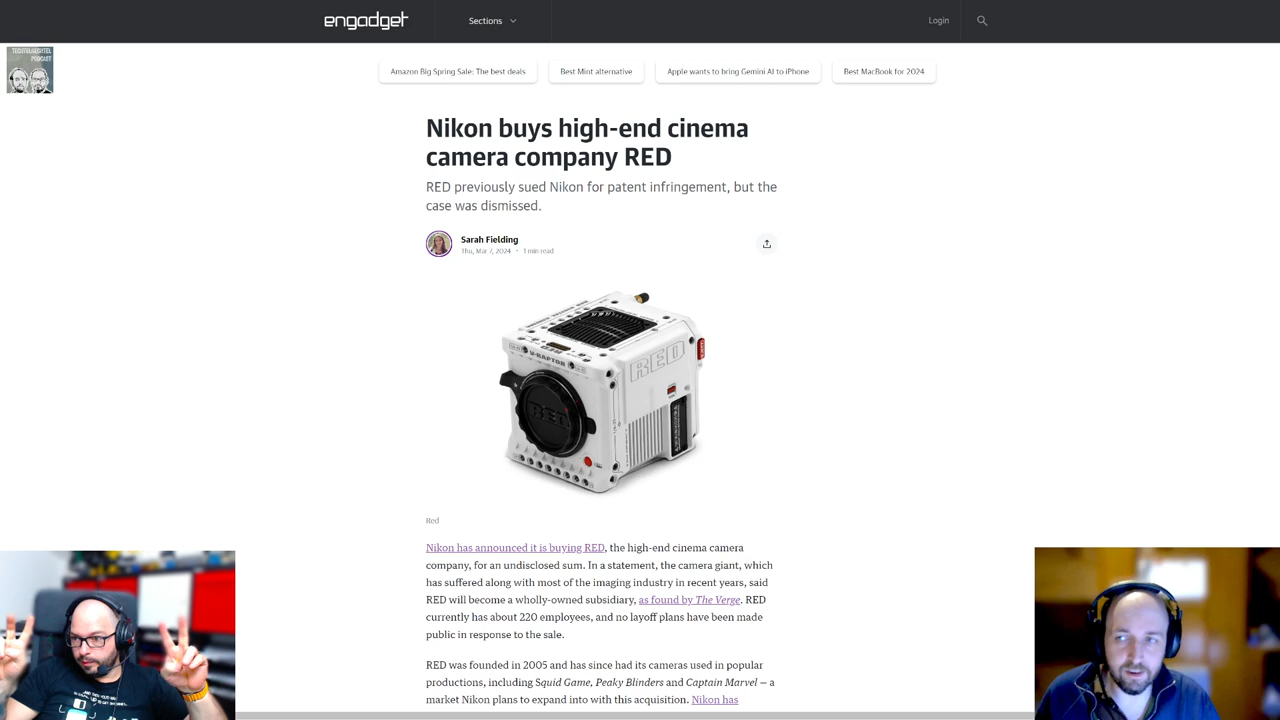 engadget
Sections
Login
TECHTELMECHTEL
PODCAST
Amazon Big Spring Sale: The best deals
Best Mint alternative
Apple wants to bring Gemini AI to iPhone
Best MacBook for 2024
Nikon buys high-end cinema
camera company RED
RED previously sued Nikon for patent infringement, but the
case was dismissed.
Sarah Fielding
Thu, Mar 7, 2024 · 1 min read
V-RAPTOR
RED
RED
Red
Nikon has announced it is buying RED, the high-end cinema camera
company, for an undisclosed sum. In a statement, the camera giant, which
has suffered along with most of the imaging industry in recent years, said
RED will become a wholly-owned subsidiary, as found by The Verge. RED
currently has about 220 employees, and no layoff plans have been made
public in response to the sale.
RED was founded in 2005 and has since had its cameras used in popular
productions, including Squid Game, Peaky Blinders and Captain Marvel — a
market Nikon plans to expand into with this acquisition. Nikon has